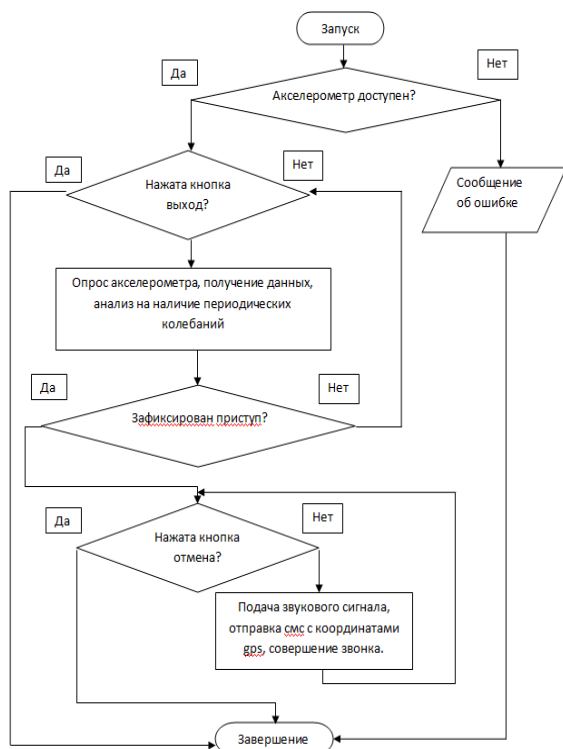 Запуск
Да
Нет
Акселерометр доступен?
Да
Нет
Нажата кнопка
выход?
Сообщение
об ошибке
Опрос акселерометра, получение данных,
анализ на наличие периодических
колебаний
Да
Нет
Зафиксирован приступ?
Да
Нет
Нажата кнопка
отмена?
Подача звукового сигнала,
отправка смс с координатами
gps, совершение звонка.
Завершение